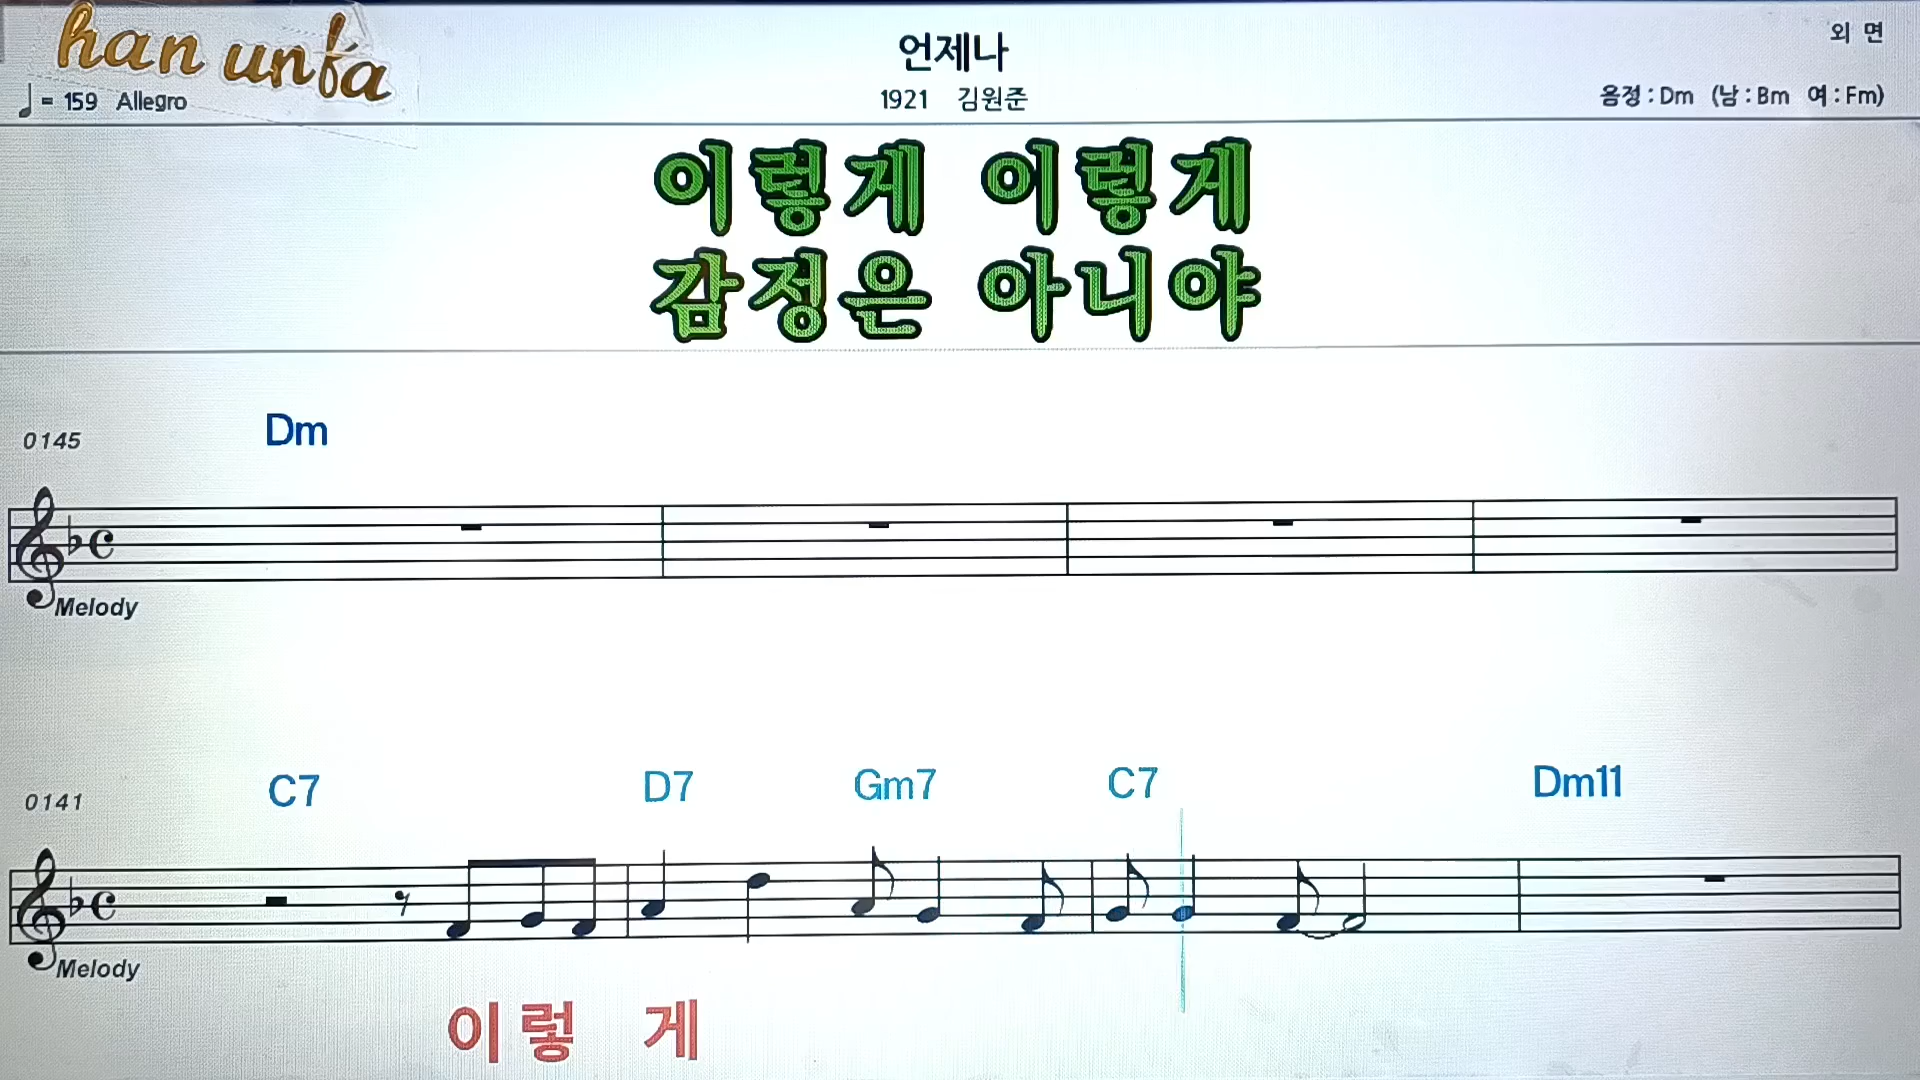 han unfa
언제나
외 면
♩ = 159 Allegro
1921 김원준
음정 : Dm (남 : Bm 여 : Fm)
이렇게 이렇게
감정은 아니야
0145
Dm
Melody
0141
C7 D7 Gm7 C7 Dm11
Melody
이 렇 게